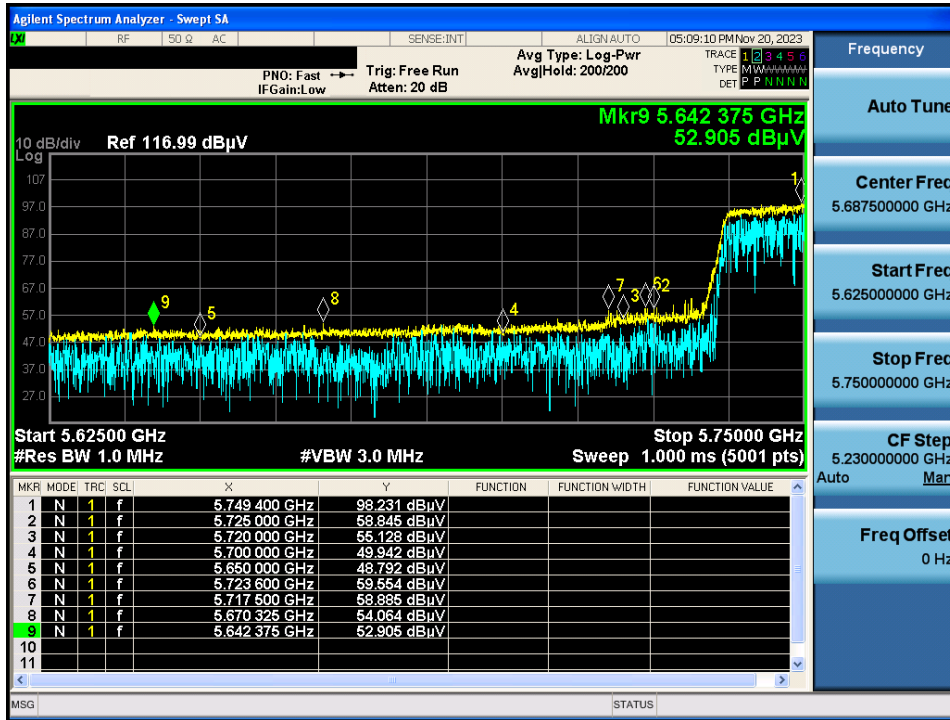 Agilent Spectrum Analyzer - Swept SA
LXI RF 50 Ω AC SENSE:INT ALIGN AUTO 05:09:10 PM Nov 20, 2023
PNO: Fast IFGain:Low
Trig: Free Run Atten: 20 dB
Avg Type: Log-Pwr Avg|Hold: 200/200
TRACE 1 2 3 4 5 6
TYPE M W
DET P P N N N N
Mkr9 5.642 375 GHz
52.905 dBµV
10 dB/div Ref 116.99 dBµV
Log
107
97.0
87.0
77.0
67.0
57.0
47.0
37.0
27.0
1
9
5
8
4
7
3
6
2
Start 5.62500 GHz Stop 5.75000 GHz
#Res BW 1.0 MHz #VBW 3.0 MHz Sweep 1.000 ms (5001 pts)
MKR MODE TRC SCL X Y FUNCTION FUNCTION WIDTH FUNCTION VALUE
1 N 1 f 5.749 400 GHz 98.231 dBµV
2 N 1 f 5.725 000 GHz 58.845 dBµV
3 N 1 f 5.720 000 GHz 55.128 dBµV
4 N 1 f 5.700 000 GHz 49.942 dBµV
5 N 1 f 5.650 000 GHz 48.792 dBµV
6 N 1 f 5.723 600 GHz 59.554 dBµV
7 N 1 f 5.717 500 GHz 58.885 dBµV
8 N 1 f 5.670 325 GHz 54.064 dBµV
9 N 1 f 5.642 375 GHz 52.905 dBµV
10
11
MSG STATUS
Frequency
Auto Tune
Center Freq
5.687500000 GHz
Start Freq
5.625000000 GHz
Stop Freq
5.750000000 GHz
CF Step
5.230000000 GHz
Auto Man
Freq Offset
0 Hz